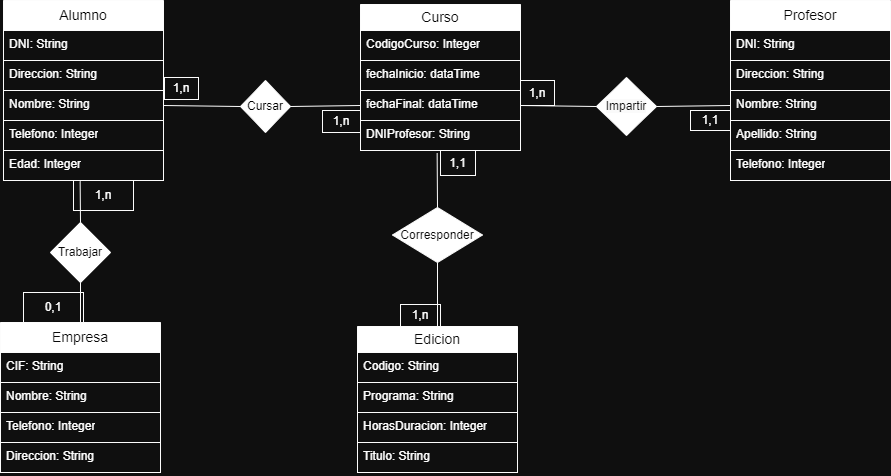 Alumno
DNI: String
Direccion: String
Nombre: String
Telefono: Integer
Edad: Integer
1,n
Cursar
1,n
Curso
CodigoCurso: Integer
fechaInicio: dataTime
fechaFinal: dataTime
DNIProfesor: String
1,n
Impartir
1,1
Profesor
DNI: String
Direccion: String
Nombre: String
Apellido: String
Telefono: Integer
1,n
Trabajar
0,1
Empresa
CIF: String
Nombre: String
Telefono: Integer
Direccion: String
1,1
Corresponder
1,n
Edicion
Codigo: String
Programa: String
HorasDuracion: Integer
Titulo: String